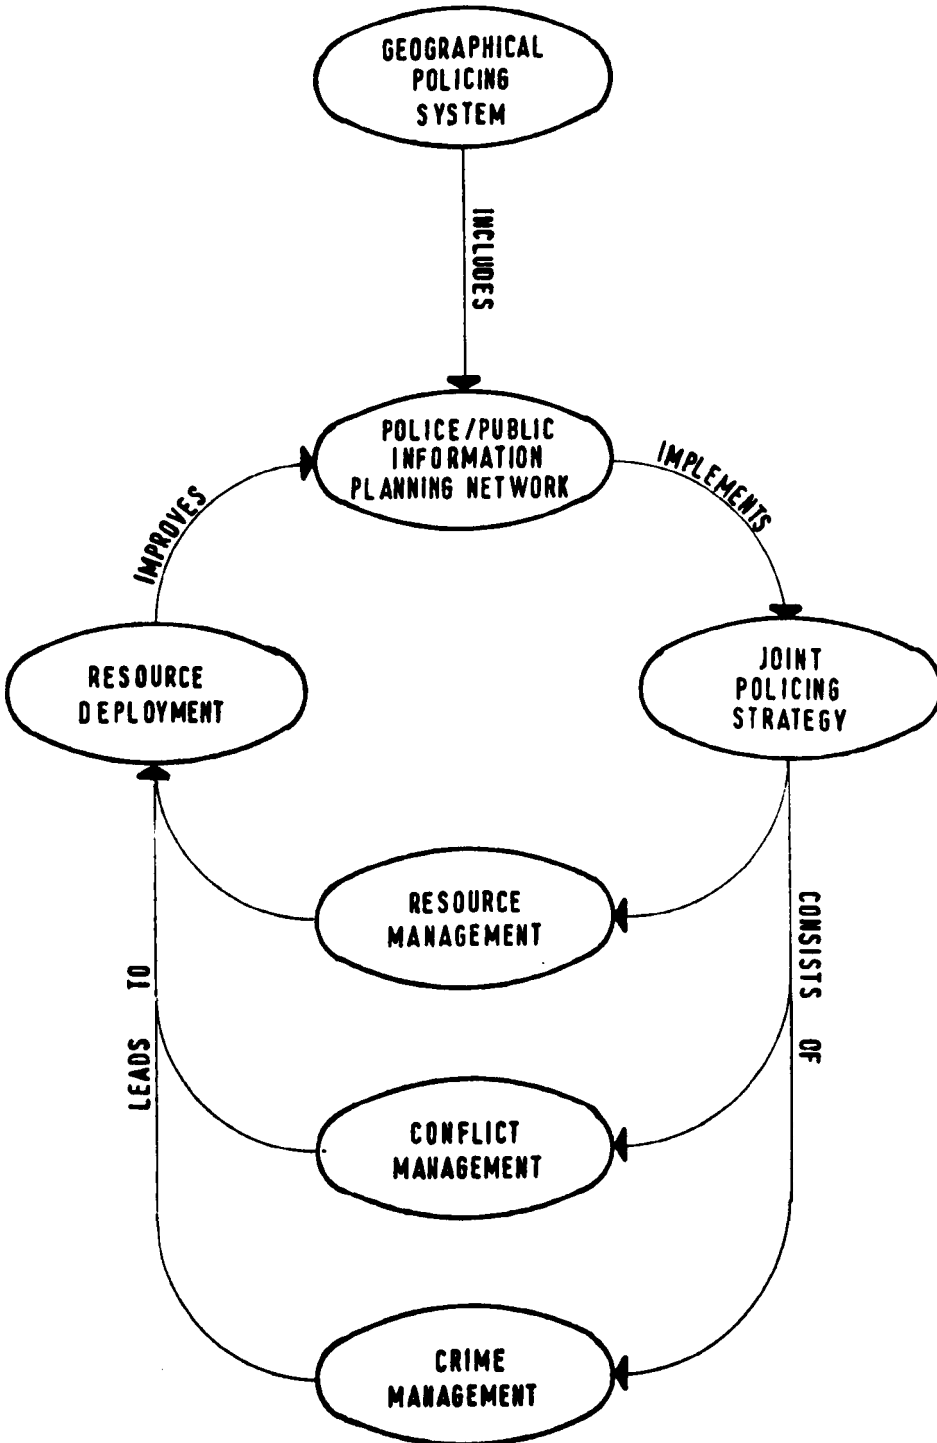 GEOGRAPHICAL
POLICING
SYSTEM
INCLUDES
POLICE/PUBLIC
INFORMATION
PLANNING NETWORK
IMPLEMENTS
IMPROVES
JOINT
POLICING
STRATEGY
RESOURCE
DEPLOYMENT
RESOURCE
MANAGEMENT
CONSISTS OF
LEADS TO
CONFLICT
MANAGEMENT
CRIME
MANAGEMENT